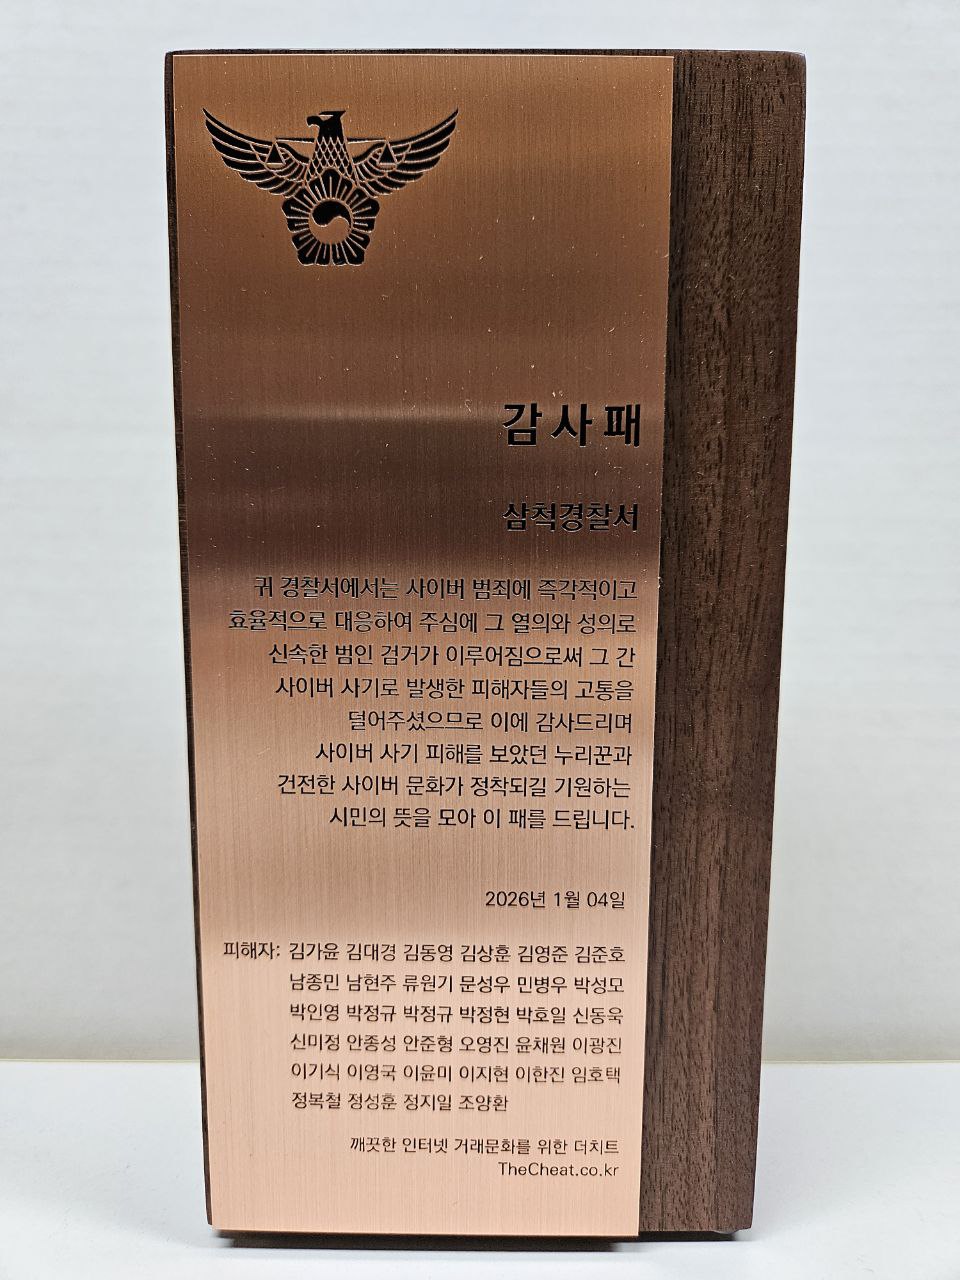 감사패
삼척경찰서
귀 경찰서에서는 사이버 범죄에 즉각적이고
효율적으로 대응하여 주심에 그 열의와 성의로
신속한 범인 검거가 이루어짐으로써 그 간
사이버 사기로 발생한 피해자들의 고통을
덜어주셨으므로 이에 감사드리며
사이버 사기 피해를 보았던 누리꾼과
건전한 사이버 문화가 정착되길 기원하는
시민의 뜻을 모아 이 패를 드립니다.
2026년 1월 04일
피해자: 김가윤 김대경 김동영 김상훈 김영준 김준호
남종민 남현주 류원기 문성우 민병우 박성모
박인영 박정규 박정규 박정현 박효일 신동욱
신미정 안종성 안준형 오영진 윤채원 이광진
이기식 이영국 이윤미 이지현 이한진 임호택
정복철 정성훈 정지일 조양환
깨끗한 인터넷 거래문화를 위한 더치트
TheCheat.co.kr